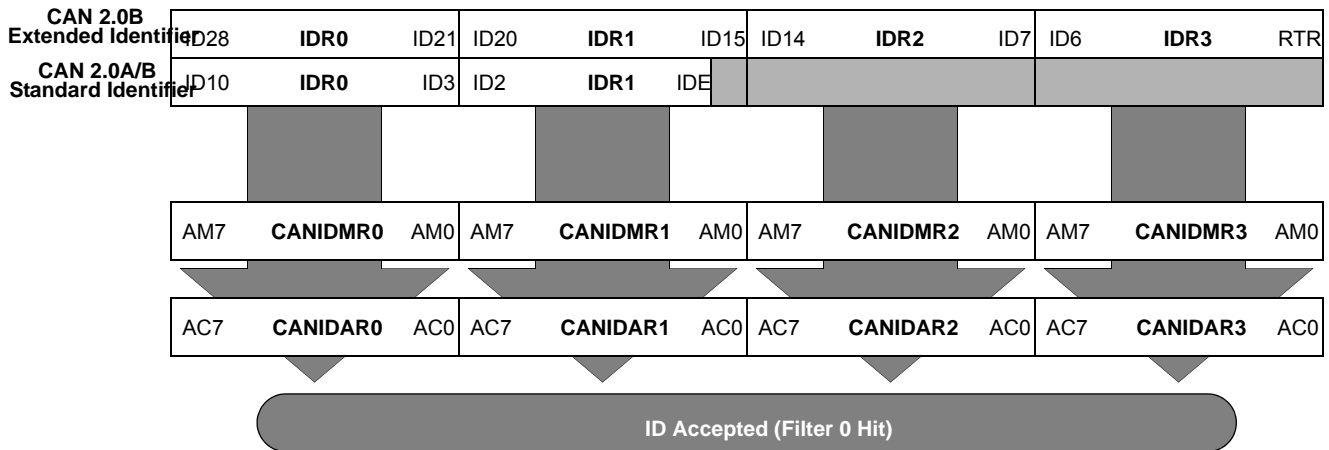 CAN 2.0B
Extended Identifier
ID28 IDR0 ID21 ID20 IDR1 ID15 ID14 IDR2 ID7 ID6 IDR3 RTR
CAN 2.0A/B
Standard Identifier
ID10 IDR0 ID3 ID2 IDR1 IDE
AM7 CANIDMR0 AM0 AM7 CANIDMR1 AM0 AM7 CANIDMR2 AM0 AM7 CANIDMR3 AM0
AC7 CANIDAR0 AC0 AC7 CANIDAR1 AC0 AC7 CANIDAR2 AC0 AC7 CANIDAR3 AC0
ID Accepted (Filter 0 Hit)